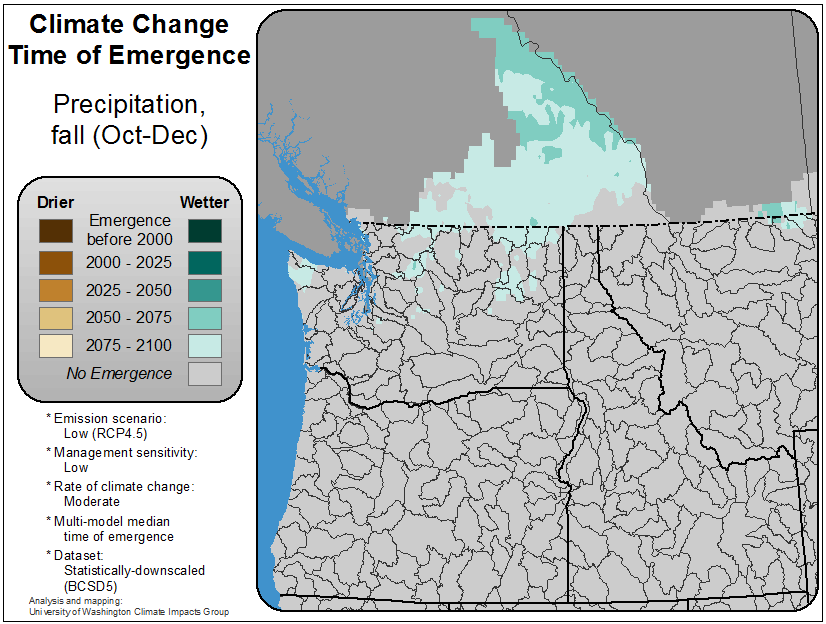 Climate Change
Time of Emergence
Precipitation,
fall (Oct-Dec)
Drier Wetter
Emergence
before 2000
2000 - 2025
2025 - 2050
2050 - 2075
2075 - 2100
No Emergence
* Emission scenario:
Low (RCP4.5)
* Management sensitivity:
Low
* Rate of climate change:
Moderate
* Multi-model median
time of emergence
* Dataset:
Statistically-downscaled
(BCSD5)
Analysis and mapping:
University of Washington Climate Impacts Group